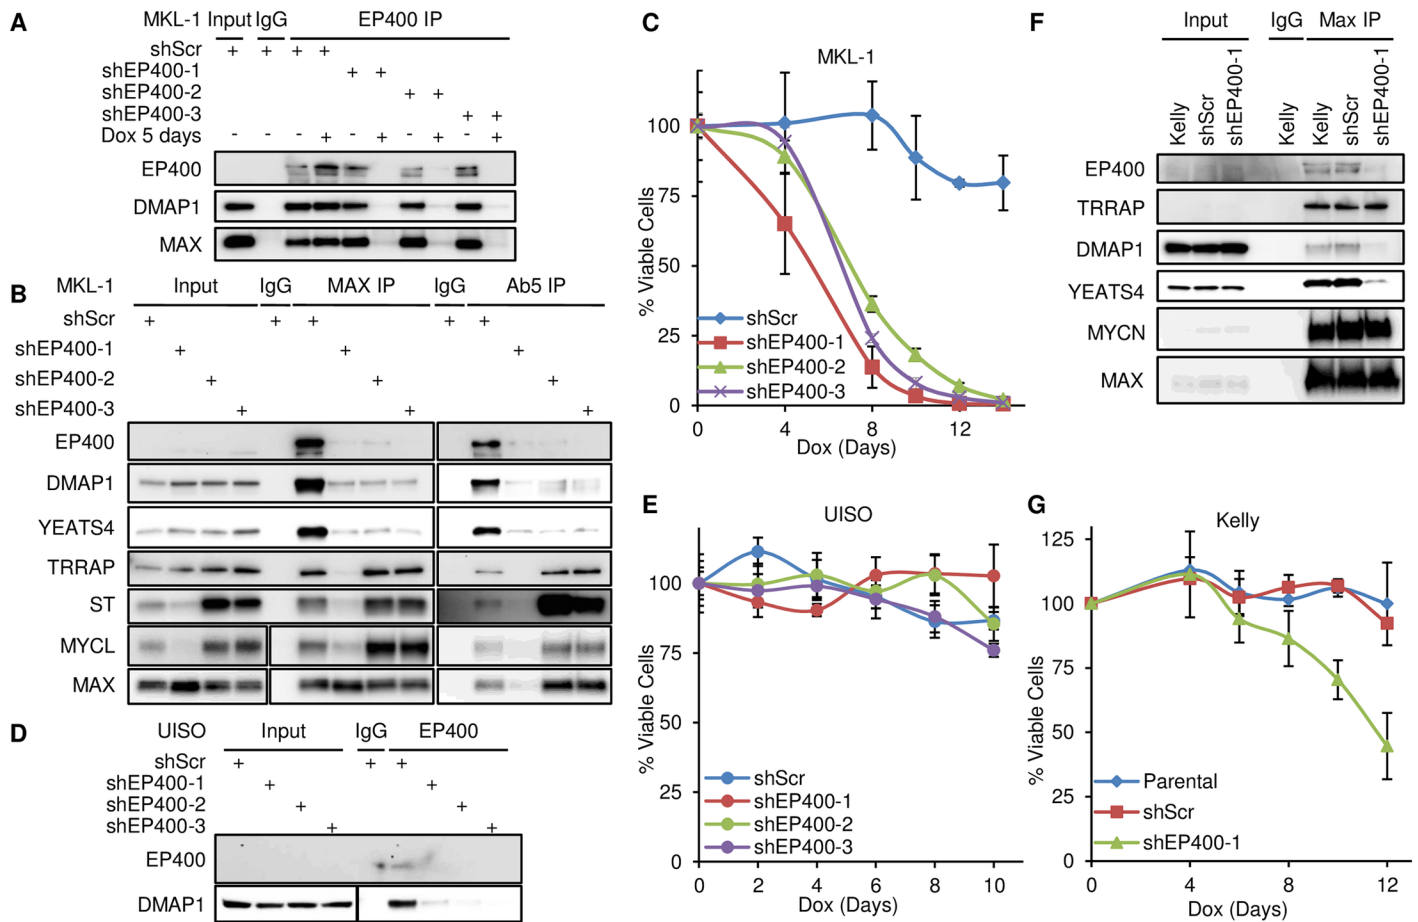 A
MKL-1 Input IgG EP400 IP
shScr + + + +
shEP400-1 + +
shEP400-2 + +
shEP400-3 + +
Dox 5 days - - - + - + - + - +
EP400
DMAP1
MAX
B
MKL-1 Input IgG MAX IP IgG Ab5 IP
shScr + + + + +
shEP400-1 + + +
shEP400-2 + + +
shEP400-3 + + +
EP400
DMAP1
YEATS4
TRRAP
ST
MYCL
MAX
D
UISO Input IgG EP400
shScr + + +
shEP400-1 + +
shEP400-2 + +
shEP400-3 + +
EP400
DMAP1
C
MKL-1
% Viable Cells
100
75
50
25
0
shScr
shEP400-1
shEP400-2
shEP400-3
0 4 8 12
Dox (Days)
E
UISO
% Viable Cells
100
75
50
25
0
shScr
shEP400-1
shEP400-2
shEP400-3
0 2 4 6 8 10
Dox (Days)
F
Input IgG Max IP
Kelly shScr shEP400-1 Kelly Kelly shScr shEP400-1
EP400
TRRAP
DMAP1
YEATS4
MYCN
MAX
G
Kelly
% Viable Cells
125
100
75
50
25
0
Parental
shScr
shEP400-1
0 4 8 12
Dox (Days)